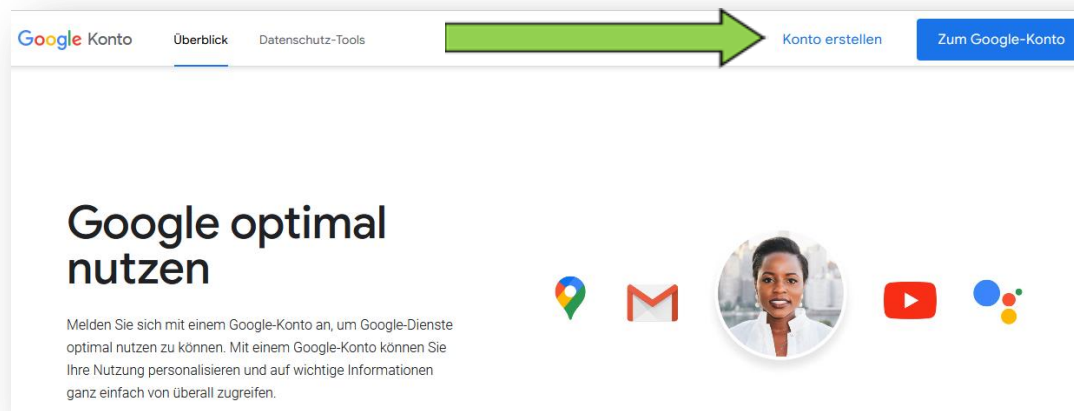 Google Konto Überblick Datenschutz-Tools Konto erstellen Zum Google-Konto
Google optimal
nutzen
Melden Sie sich mit einem Google-Konto an, um Google-Dienste
optimal nutzen zu können. Mit einem Google-Konto können Sie
Ihre Nutzung personalisieren und auf wichtige Informationen
ganz einfach von überall zugreifen.